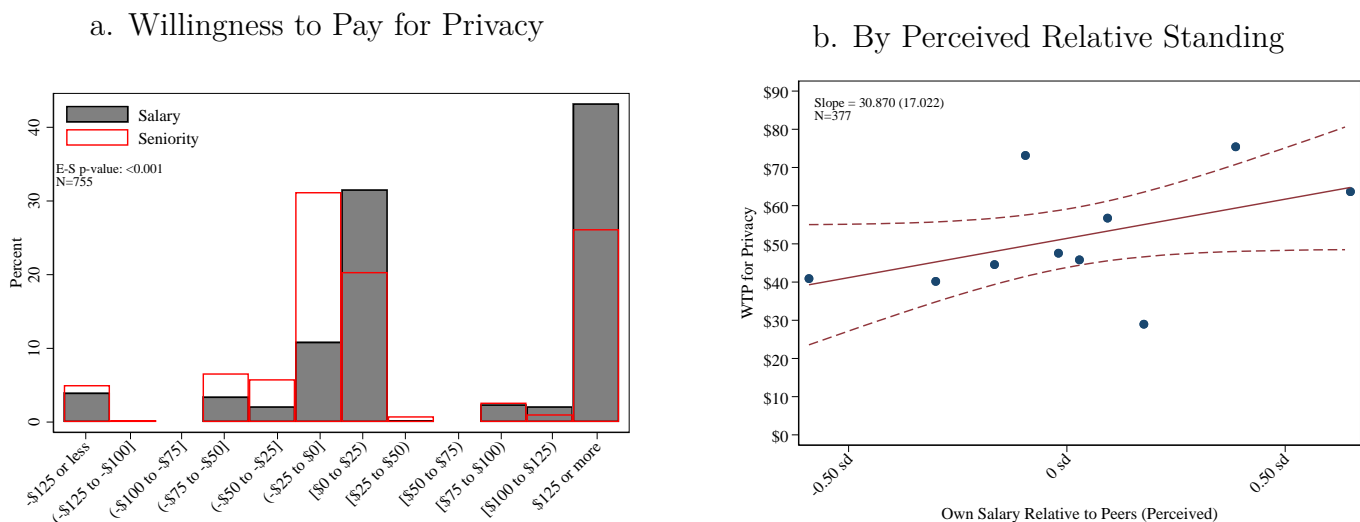 a. Willingness to Pay for Privacy
Salary
Seniority
E-S p-value: <0.001
N=755
Percent
0
10
20
30
40
-$125 or less
(-$125 to -$100]
(-$100 to -$75]
(-$75 to -$50]
(-$50 to -$25]
(-$25 to $0]
[$0 to $25)
[$25 to $50)
[$50 to $75)
[$75 to $100)
[$100 to $125)
$125 or more
b. By Perceived Relative Standing
Slope = 30.870 (17.022)
N=377
WTP for Privacy
$90
$80
$70
$60
$50
$40
$30
$20
$10
$0
-0.50 sd
0 sd
0.50 sd
Own Salary Relative to Peers (Perceived)